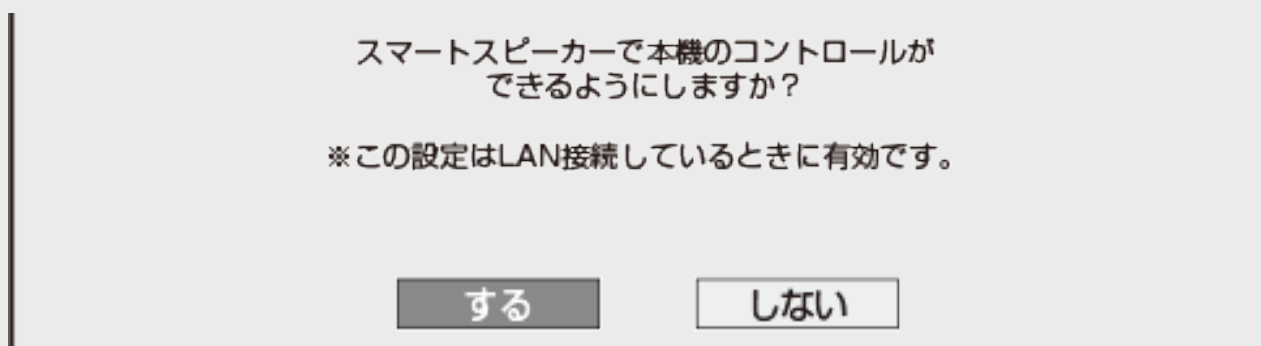 スマートスピーカーで本機のコントロールが
できるようにしますか？
※この設定はLAN接続しているときに有効です。
する
しない